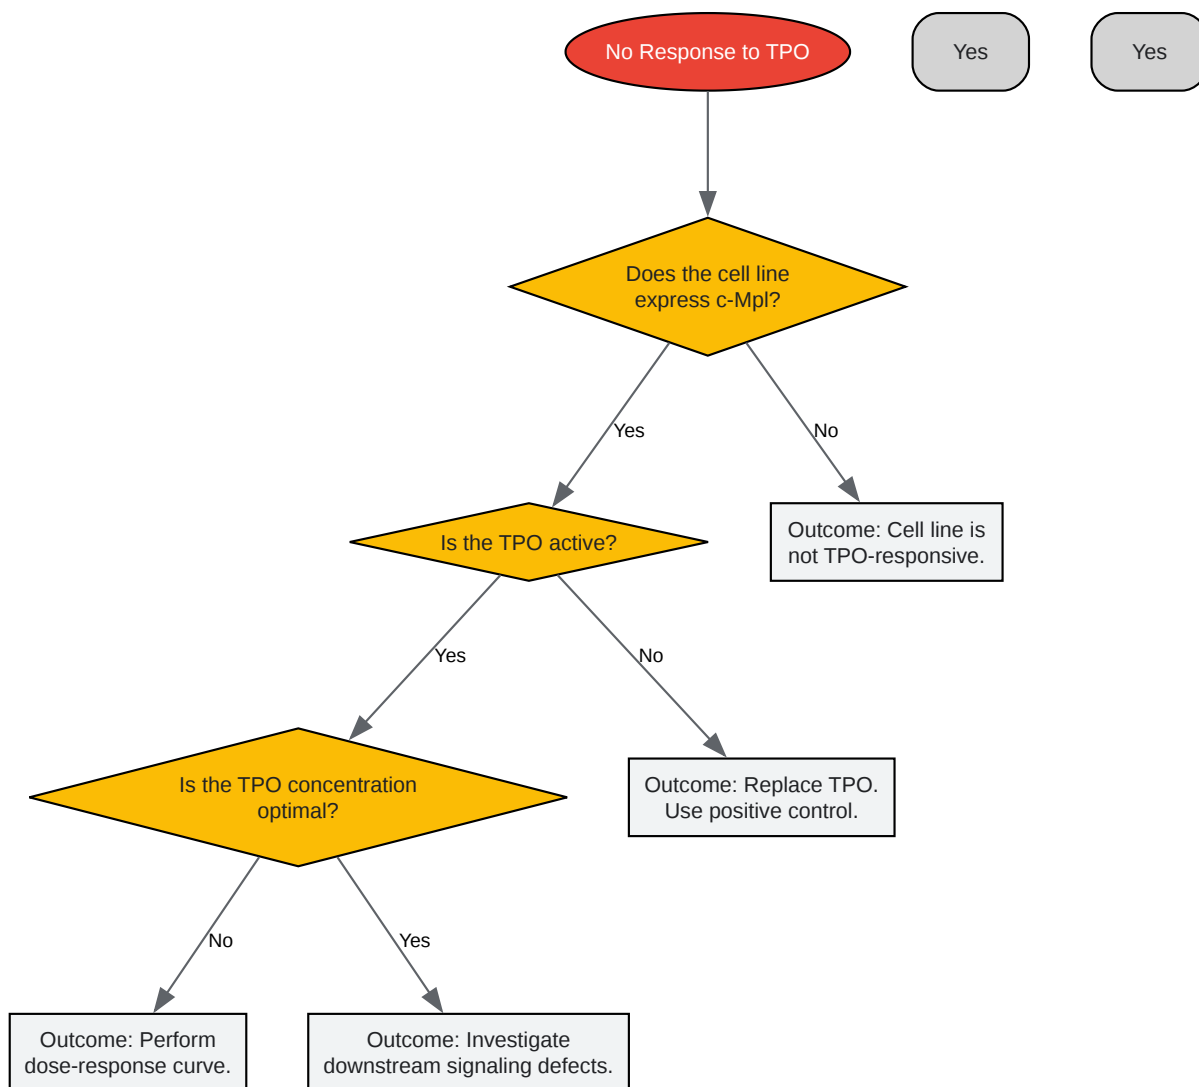 No Response to TPO
Yes
Yes
Does the cell line
express c-Mpl?
Yes
No
Is the TPO active?
Outcome: Cell line is
not TPO-responsive.
Yes
No
Is the TPO concentration
optimal?
Outcome: Replace TPO.
Use positive control.
No
Yes
Outcome: Perform
dose-response curve.
Outcome: Investigate
downstream signaling defects.